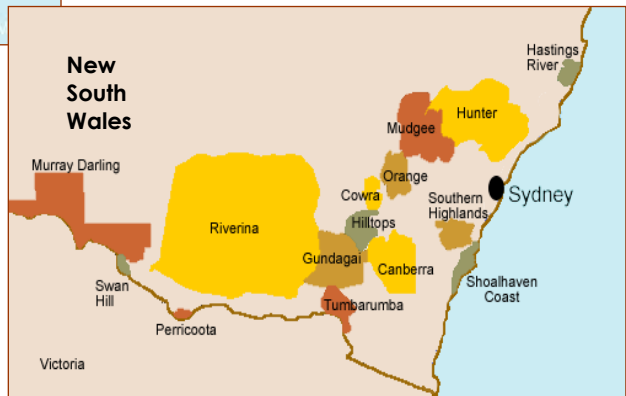 New
South
Wales
Hastings
River
Hunter
Mudgee
Murray Darling
Orange
Cowra
Southern
Highlands
Sydney
Riverina
Hilltops
Gundagai
Canberra
Swan
Hill
Shoalhaven
Coast
Tumbarumba
Perricoota
Victoria